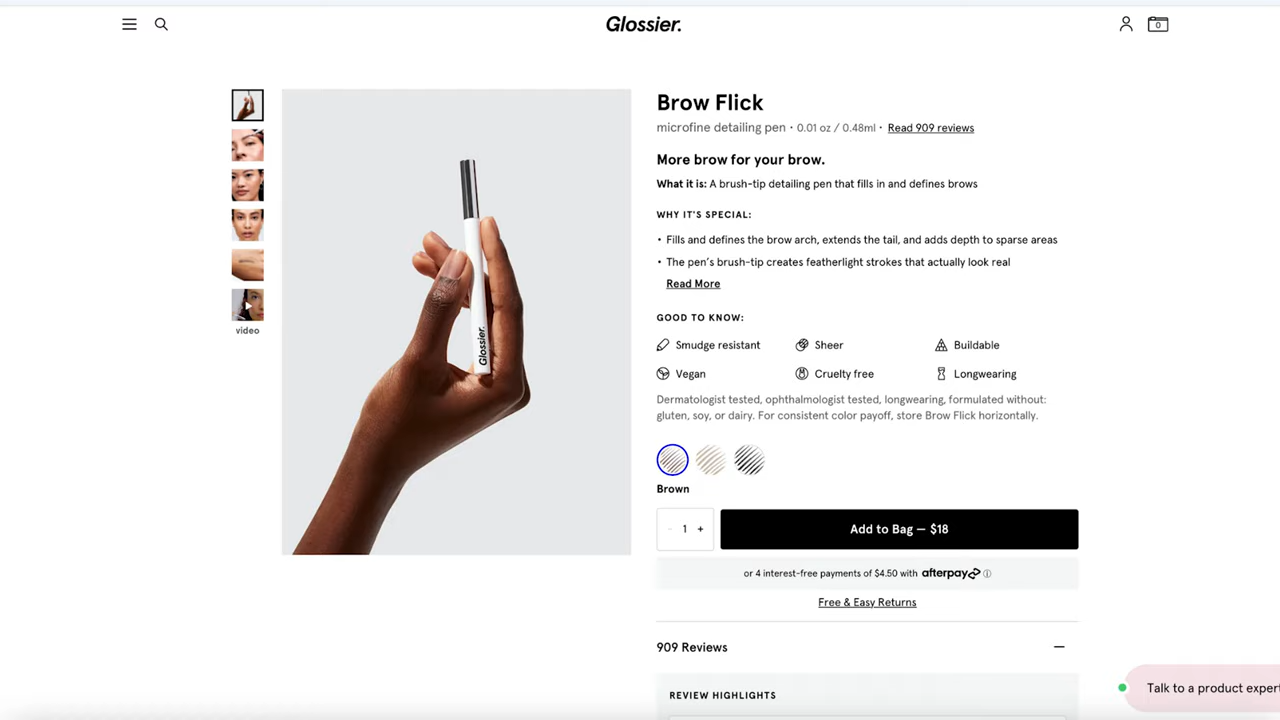 Glossier.
0
Brow Flick
microfine detailing pen • 0.01 oz / 0.48ml • Read 909 reviews
More brow for your brow.
What it is: A brush-tip detailing pen that fills in and defines brows
WHY IT'S SPECIAL:
• Fills and defines the brow arch, extends the tail, and adds depth to sparse areas
• The pen's brush-tip creates featherlight strokes that actually look real
Read More
GOOD TO KNOW:
Smudge resistant Sheer Buildable
Vegan Cruelty free Longwearing
Dermatologist tested, ophthalmologist tested, longwearing, formulated without:
gluten, soy, or dairy. For consistent color payoff, store Brow Flick horizontally.
Brown
- 1 +
Add to Bag — $18
or 4 interest-free payments of $4.50 with afterpay
Free & Easy Returns
909 Reviews —
REVIEW HIGHLIGHTS
video
Glossier.
Talk to a product expert